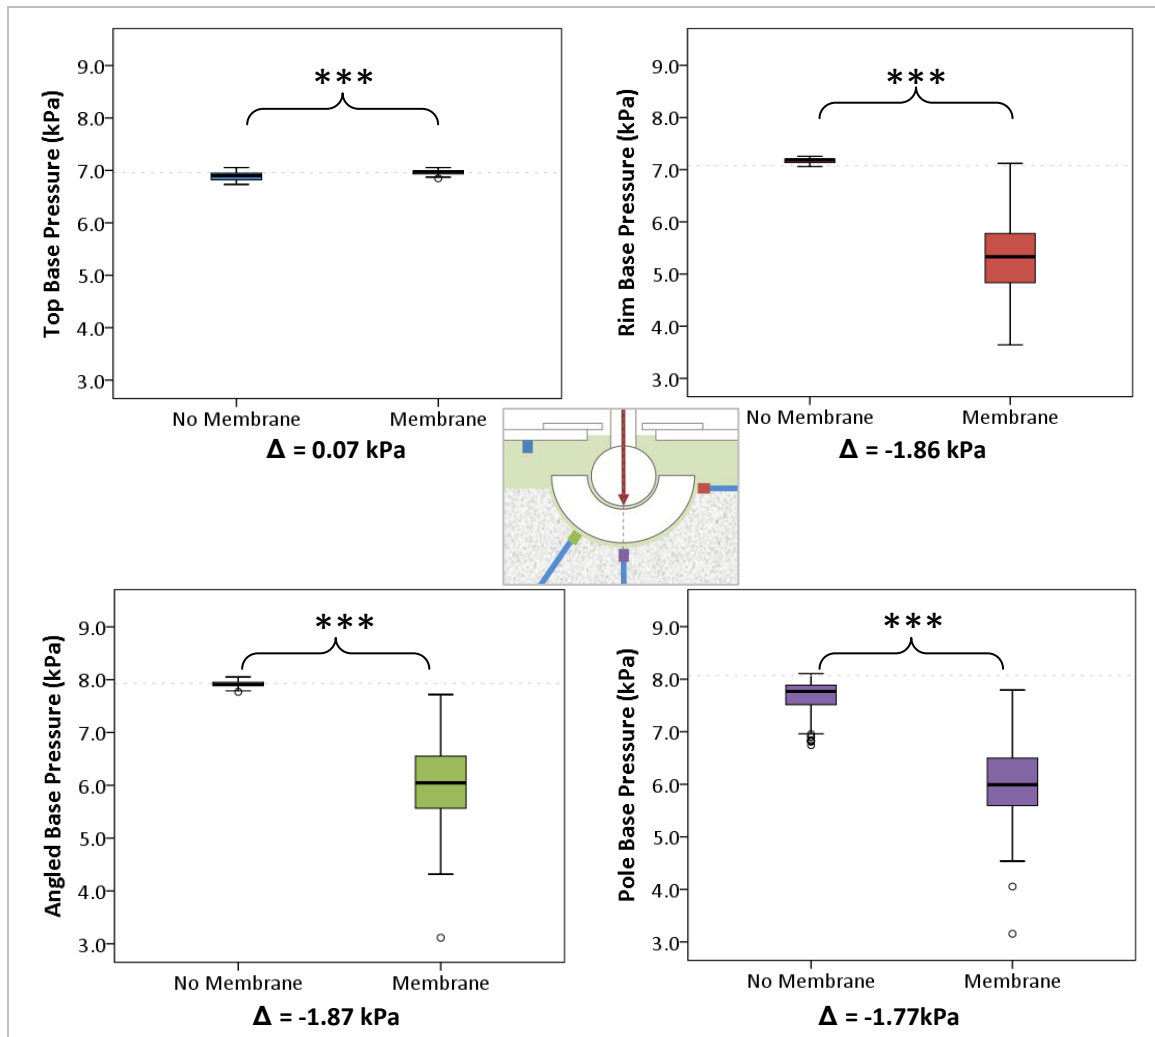 Top Base Pressure (kPa)
9.0
8.0
7.0
6.0
5.0
4.0
3.0
***
No Membrane
Membrane
Δ = 0.07 kPa
Rim Base Pressure (kPa)
9.0
8.0
7.0
6.0
5.0
4.0
3.0
***
No Membrane
Membrane
Δ = -1.86 kPa
Angled Base Pressure (kPa)
9.0
8.0
7.0
6.0
5.0
4.0
3.0
***
No Membrane
Membrane
Δ = -1.87 kPa
Pole Base Pressure (kPa)
9.0
8.0
7.0
6.0
5.0
4.0
3.0
***
No Membrane
Membrane
Δ = -1.77kPa